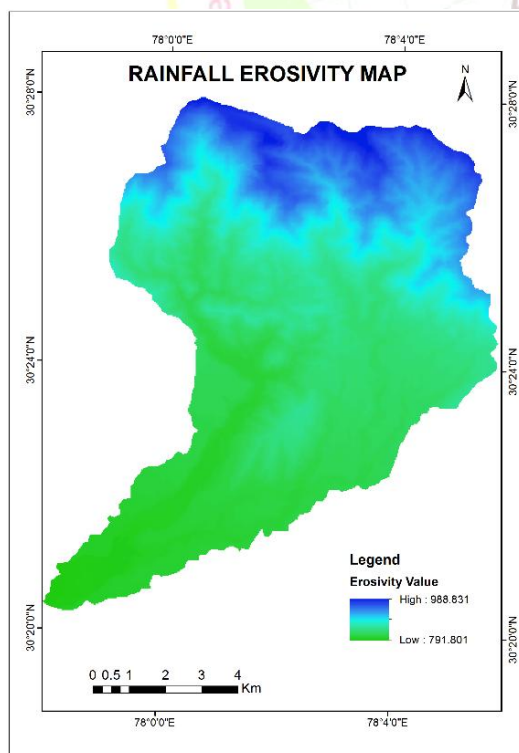 78°0'0"E 78°4'0"E
RAINFALL EROSIVITY MAP
N
30°28'0"N 30°28'0"N
30°24'0"N 30°24'0"N
Legend
Erosivity Value
High : 988.831
Low : 791.801
30°20'0"N 30°20'0"N
0 0.5 1 2 3 4
Km
78°0'0"E 78°4'0"E